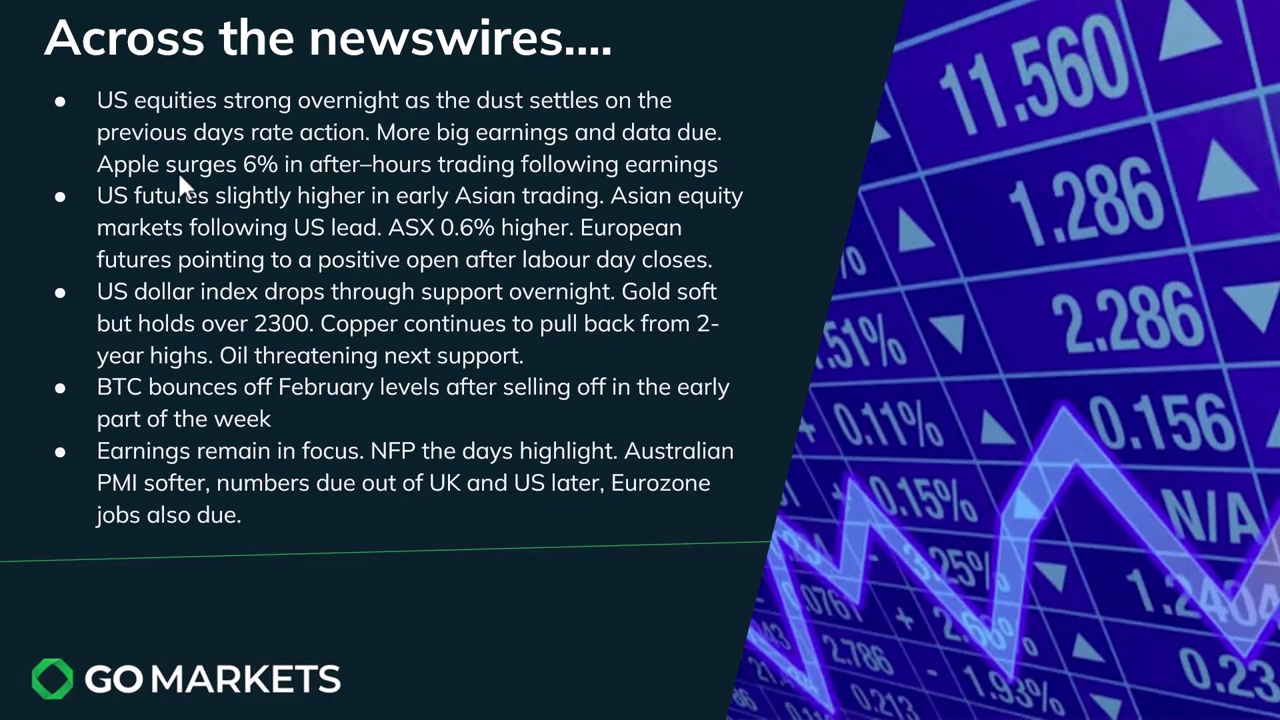 Across the newswires....
● US equities strong overnight as the dust settles on the
previous days rate action. More big earnings and data due.
Apple surges 6% in after–hours trading following earnings
● US futures slightly higher in early Asian trading. Asian equity
markets following US lead. ASX 0.6% higher. European
futures pointing to a positive open after labour day closes.
● US dollar index drops through support overnight. Gold soft
but holds over 2300. Copper continues to pull back from 2-
year highs. Oil threatening next support.
● BTC bounces off February levels after selling off in the early
part of the week
● Earnings remain in focus. NFP the days highlight. Australian
PMI softer, numbers due out of UK and US later, Eurozone
jobs also due.
GO MARKETS
11.560
1.286
2.286
.51%
0.11%
0.156
0.15%
N/A
2.786
1.93%
0.213